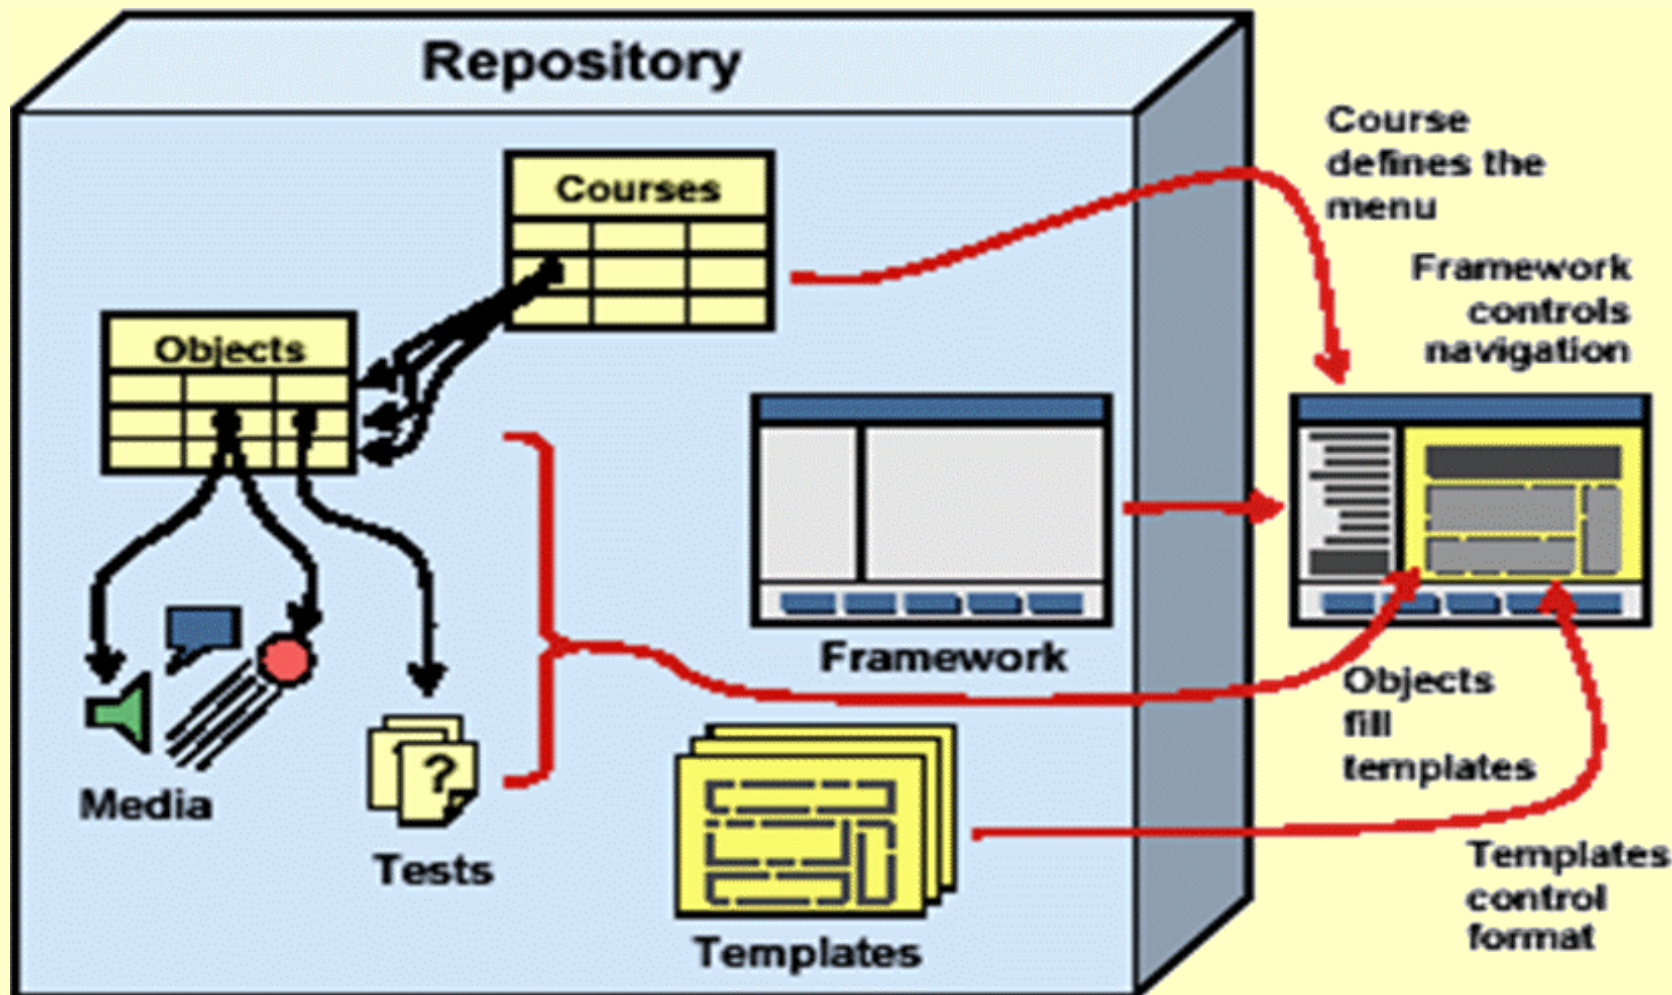 Repository
Course
defines the
menu
Courses
Framework
controls
navigation
Objects
Framework
Objects
fill
templates
Media
?
Tests
Templates
Templates
control
format